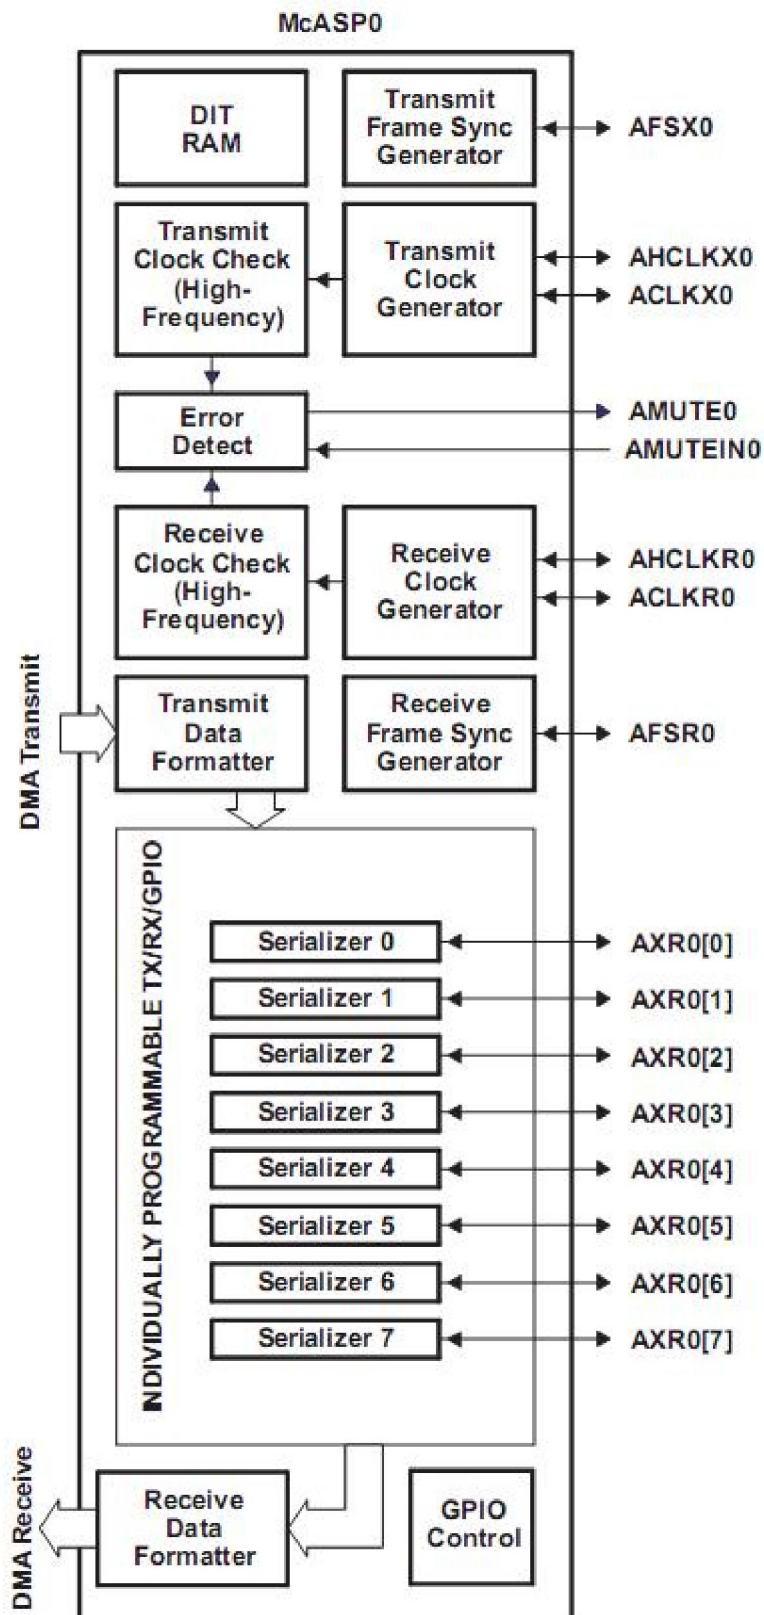 McASP0
DIT
RAM
Transmit
Frame Sync
Generator
AFSX0
Transmit
Clock Check
(High-
Frequency)
Transmit
Clock
Generator
AHCLKX0
ACLKX0
Error
Detect
AMUTE0
AMUTEIN0
Receive
Clock Check
(High-
Frequency)
Receive
Clock
Generator
AHCLKR0
ACLKR0
DMA Transmit
Transmit
Data
Formatter
Receive
Frame Sync
Generator
AFSR0
INDIVIDUALLY PROGRAMMABLE TX/RX/GPIO
Serializer 0
AXR0[0]
Serializer 1
AXR0[1]
Serializer 2
AXR0[2]
Serializer 3
AXR0[3]
Serializer 4
AXR0[4]
Serializer 5
AXR0[5]
Serializer 6
AXR0[6]
Serializer 7
AXR0[7]
DMA Receive
Receive
Data
Formatter
GPIO
Control